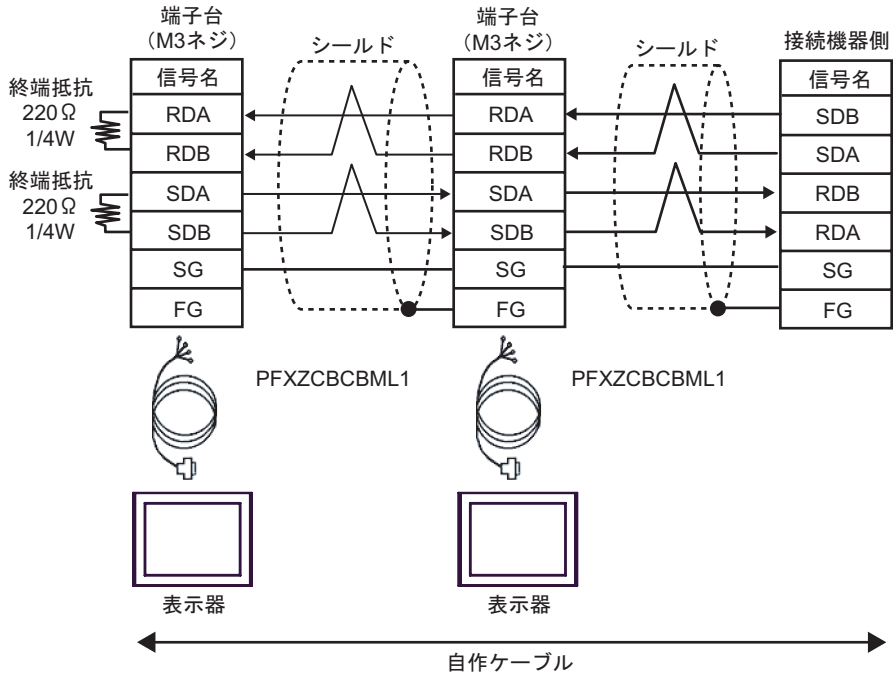 端子台
（M3ネジ）
シールド
端子台
（M3ネジ）
シールド
接続機器側
終端抵抗
220Ω
1/4W
終端抵抗
220Ω
1/4W
信号名
RDA
RDB
SDA
SDB
SG
FG
信号名
RDA
RDB
SDA
SDB
SG
FG
信号名
SDB
SDA
RDB
RDA
SG
FG
PFXZCBCBML1
PFXZCBCBML1
表示器
表示器
自作ケーブル